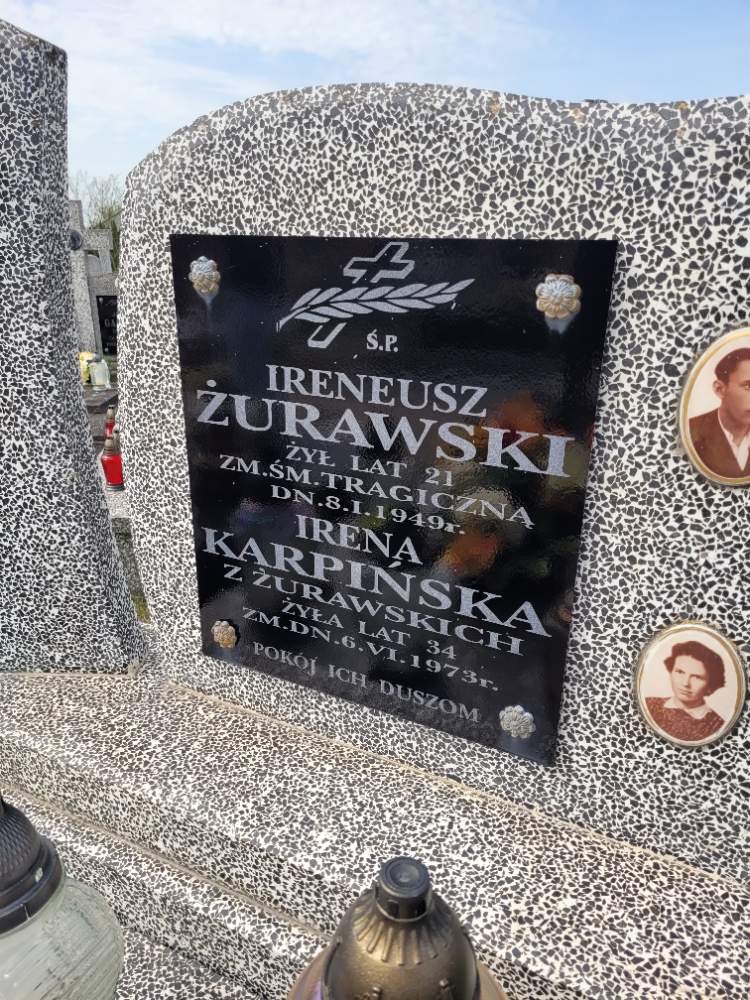 Ś.P.
IRENEUSZ
ŻURAWSKI
ŻYŁ LAT 21
ZM.ŚM.TRAGICZNĄ
DN.8.I.1949r.
IRENA
KARPIŃSKA
Z ŻURAWSKICH
ŻYŁA LAT 34
ZM.DN.6.VI.1973r.
POKÓJ ICH DUSZOM